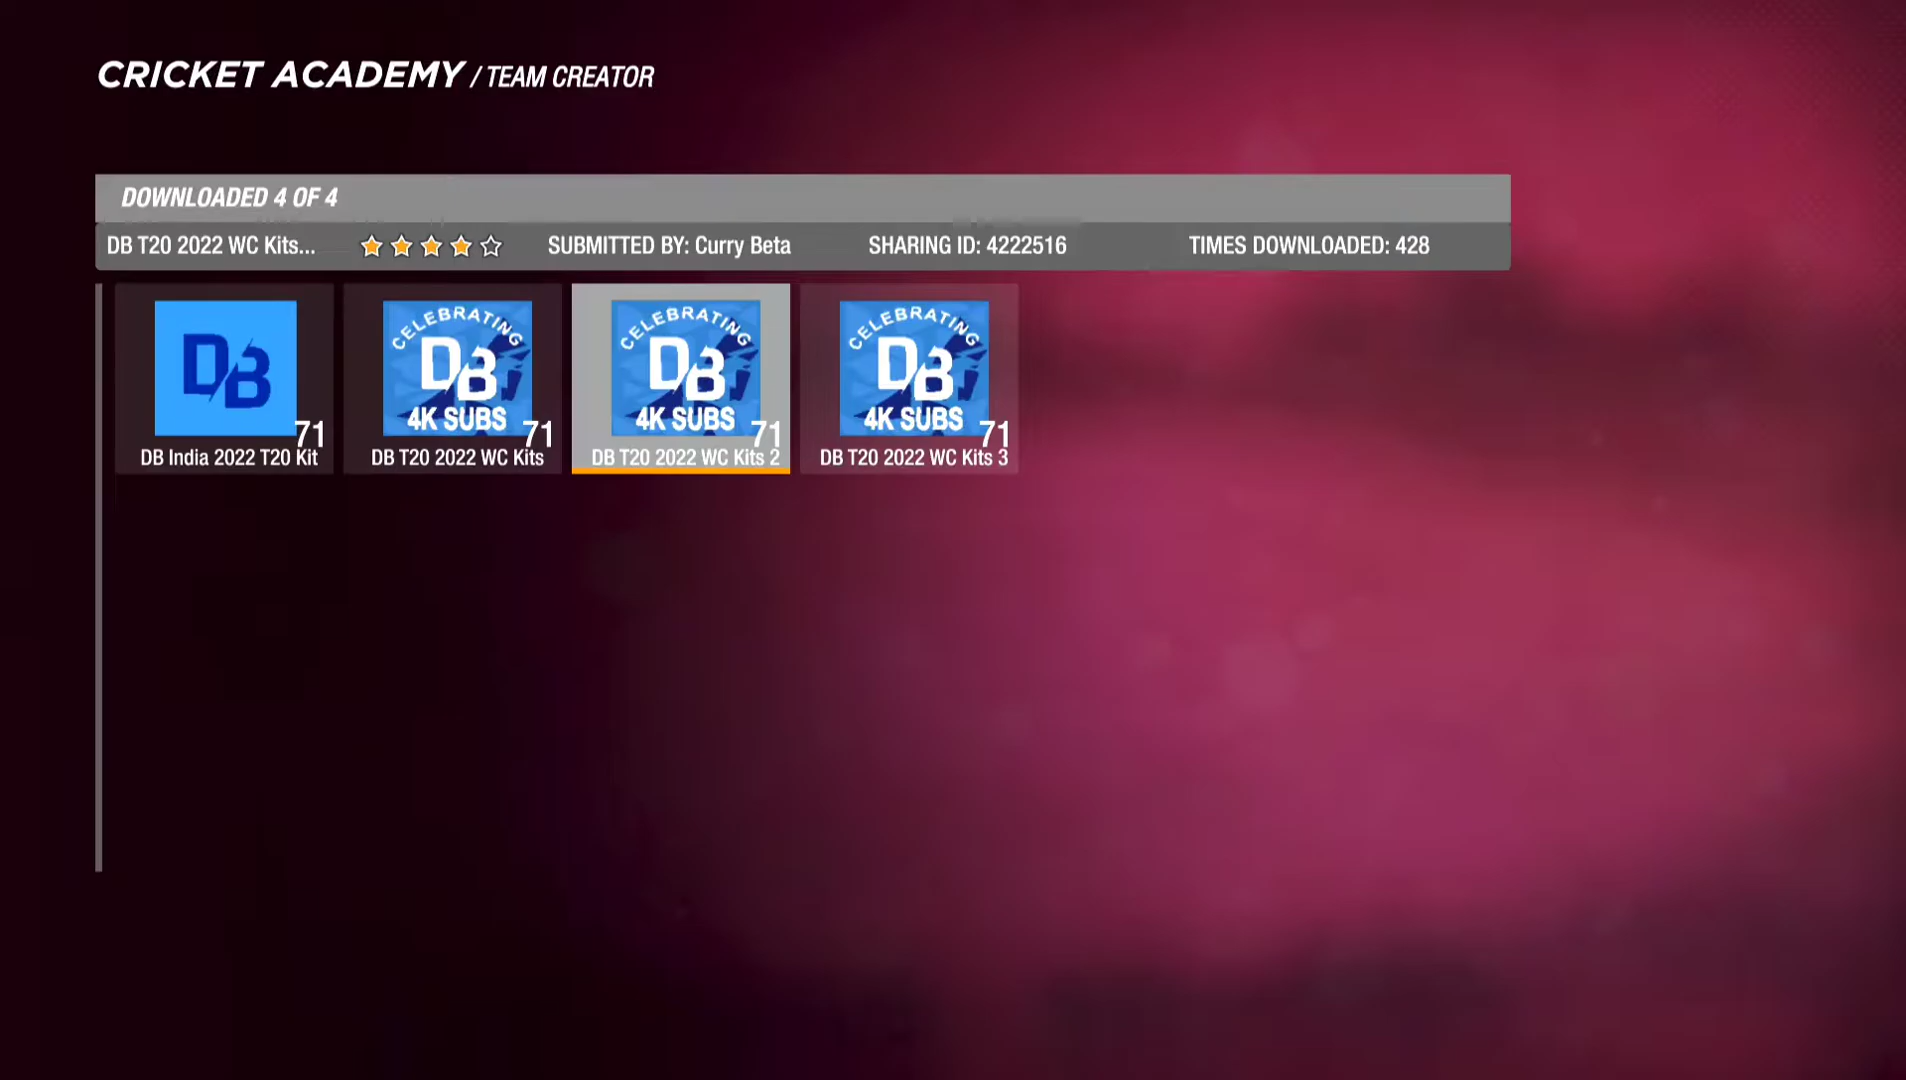 CRICKET ACADEMY / TEAM CREATOR
DOWNLOADED 4 OF 4
DB T20 2022 WC Kits... SUBMITTED BY: Curry Beta SHARING ID: 4222516 TIMES DOWNLOADED: 428
DB
71
DB India 2022 T20 Kit
CELEBRATING
DB
4K SUBS
71
DB T20 2022 WC Kits
CELEBRATING
DB
4K SUBS
71
DB T20 2022 WC Kits 2
CELEBRATING
DB
4K SUBS
71
DB T20 2022 WC Kits 3